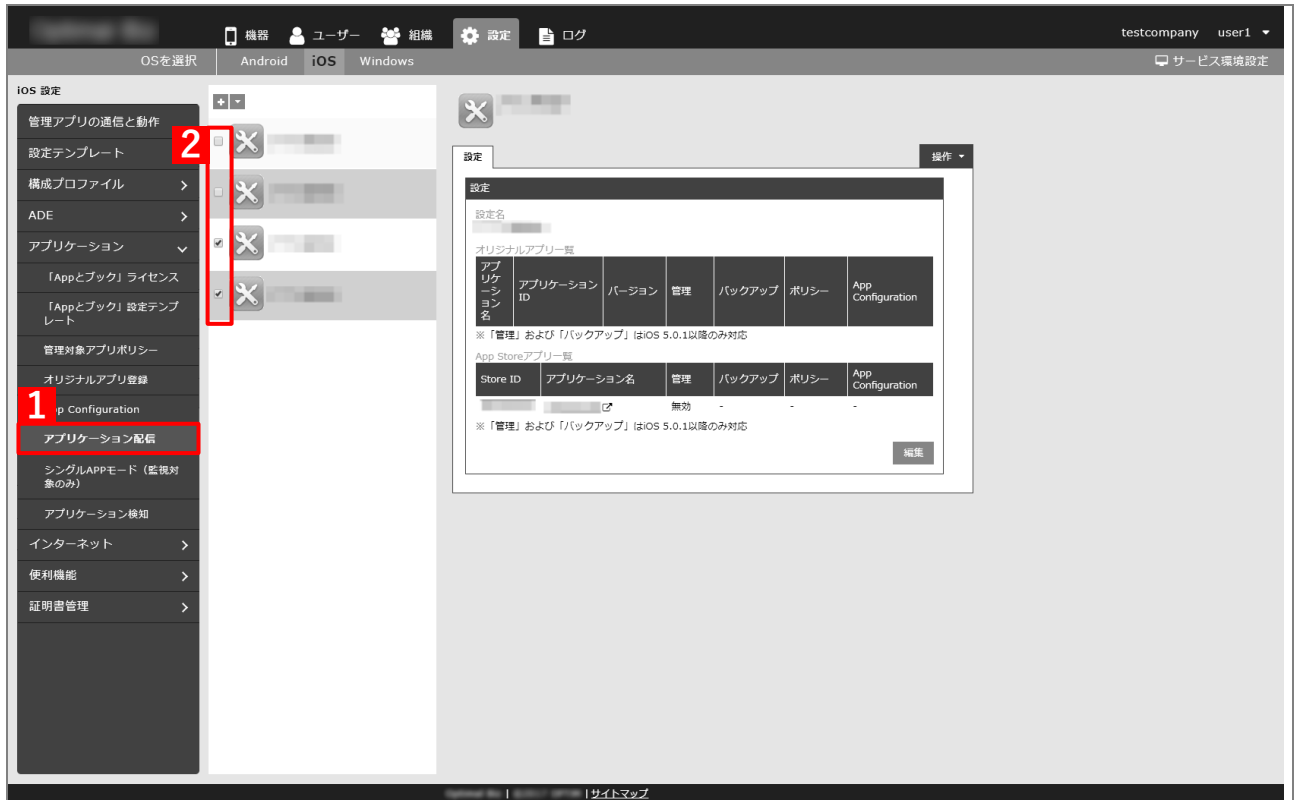 機器 ユーザー 組織 設定 ログ testcompany user1
OSを選択 Android iOS Windows サービス環境設定
iOS 設定
管理アプリの通信と動作
設定テンプレート
構成プロファイル
ADE
アプリケーション
「Appとブック」ライセンス
「Appとブック」設定テンプ
レート
管理対象アプリポリシー
オリジナルアプリ登録
1
p Configuration
アプリケーション配信
シングルAPPモード（監視対
象のみ）
アプリケーション検知
インターネット
便利機能
証明書管理
2
設定 操作
設定
設定名
オリジナルアプリ一覧
アプ
リケ
ーシ
ョン
名
アプリケーション
ID
バージョン
管理
バックアップ
ポリシー
App
Configuration
※「管理」および「バックアップ」はiOS 5.0.1以降のみ対応
App Storeアプリ一覧
Store ID アプリケーション名 管理 バックアップ ポリシー App
Configuration
無効 - - -
※「管理」および「バックアップ」はiOS 5.0.1以降のみ対応
編集
| | サイトマップ